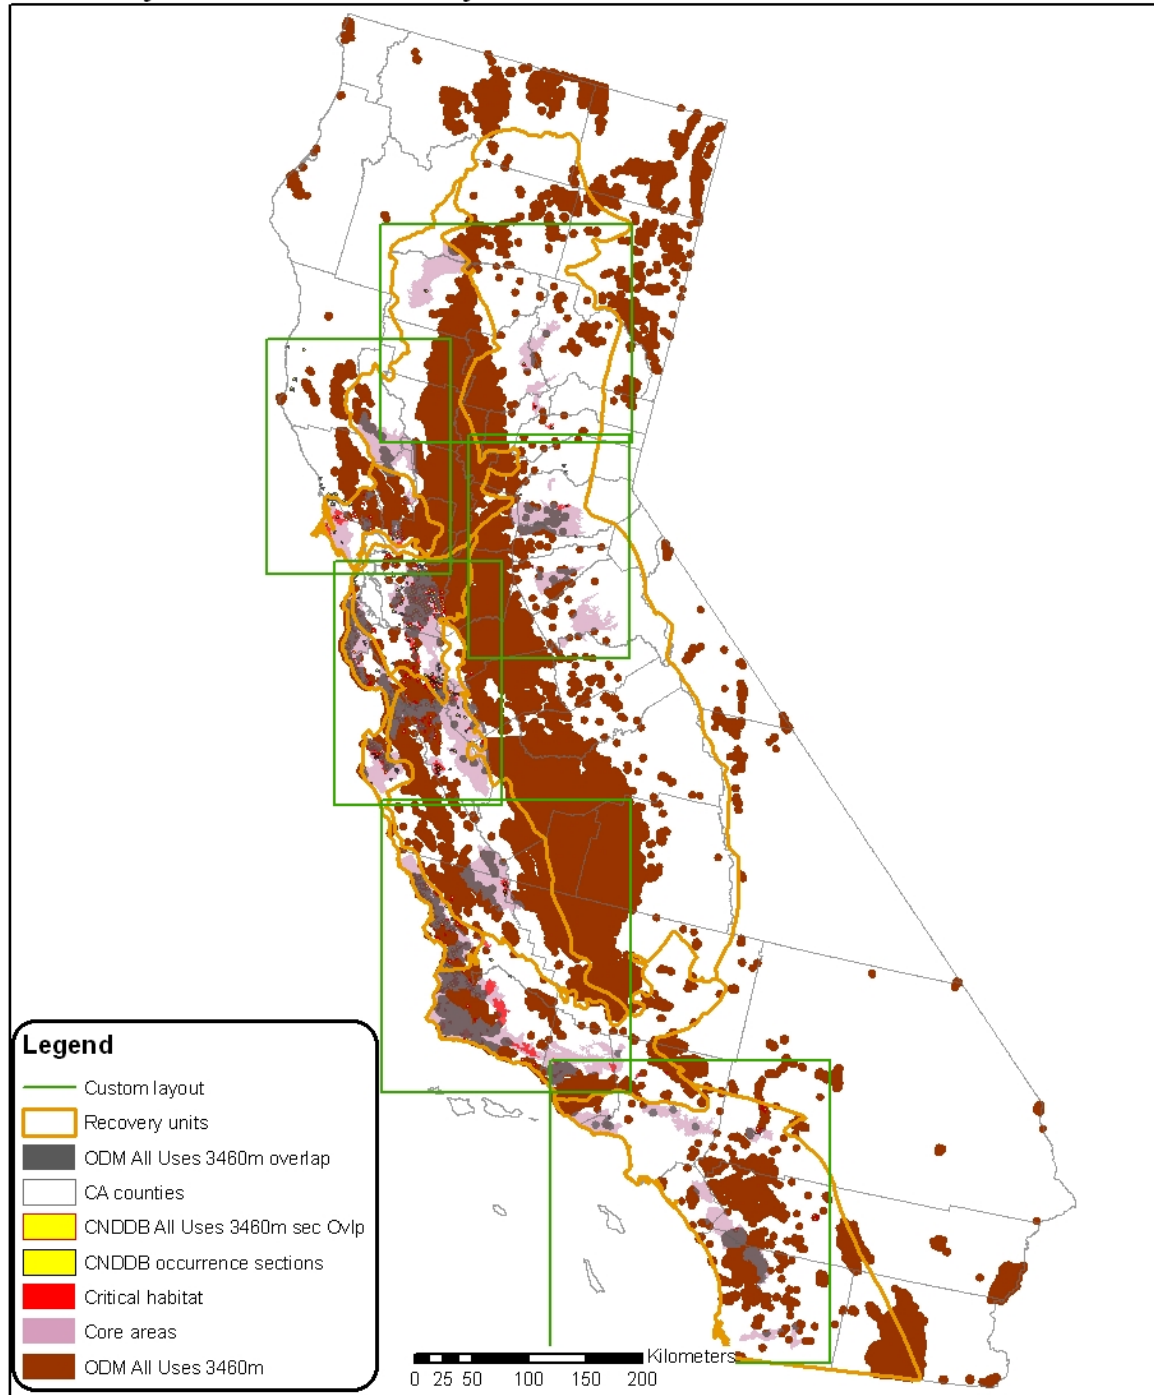 Legend
Custom layout
Recovery units
ODM All Uses 3460m overlap
CA counties
CNDDB All Uses 3460m sec Ovlp
CNDDB occurrence sections
Critical habitat
Core areas
ODM All Uses 3460m
Kilometers
0 25 50 100 150 200